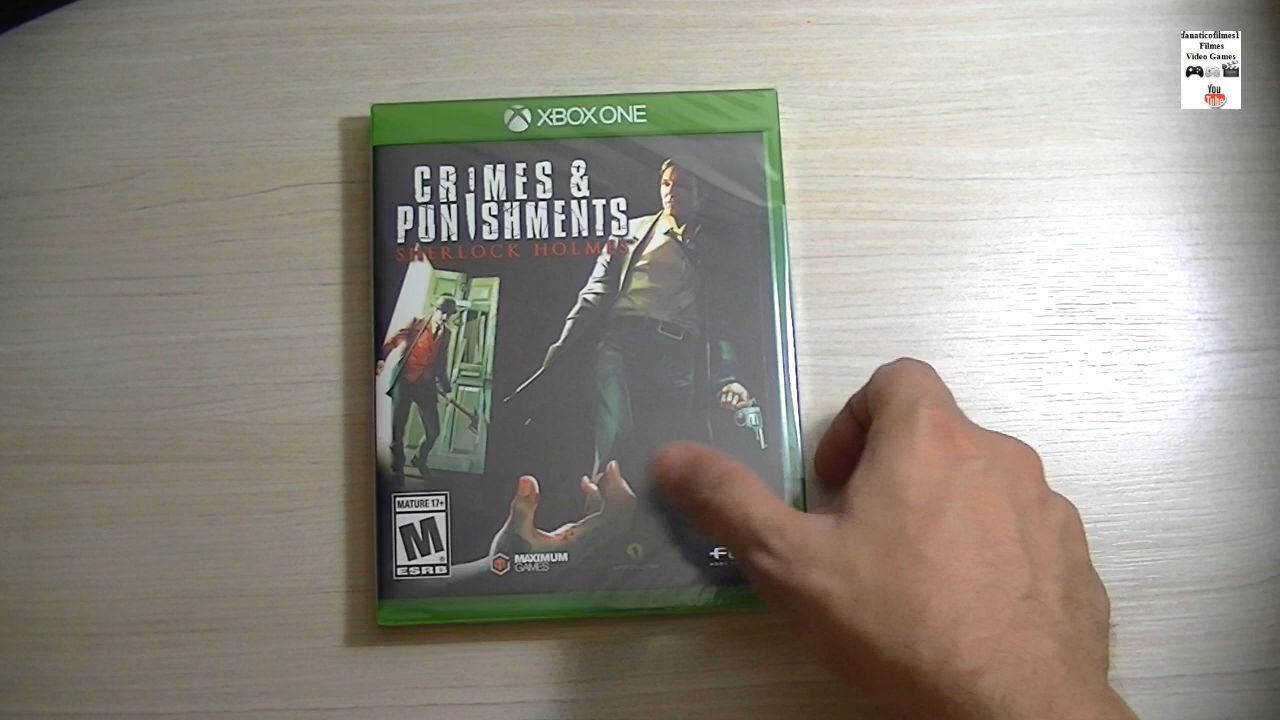 fanaticofilmes1
Filmes
Video Games
You
Tube
XBOX ONE
CRIMES &
PUNISHMENTS
SHERLOCK HOLMES
MATURE 17+
M
ESRB
MAXIMUM
GAMES